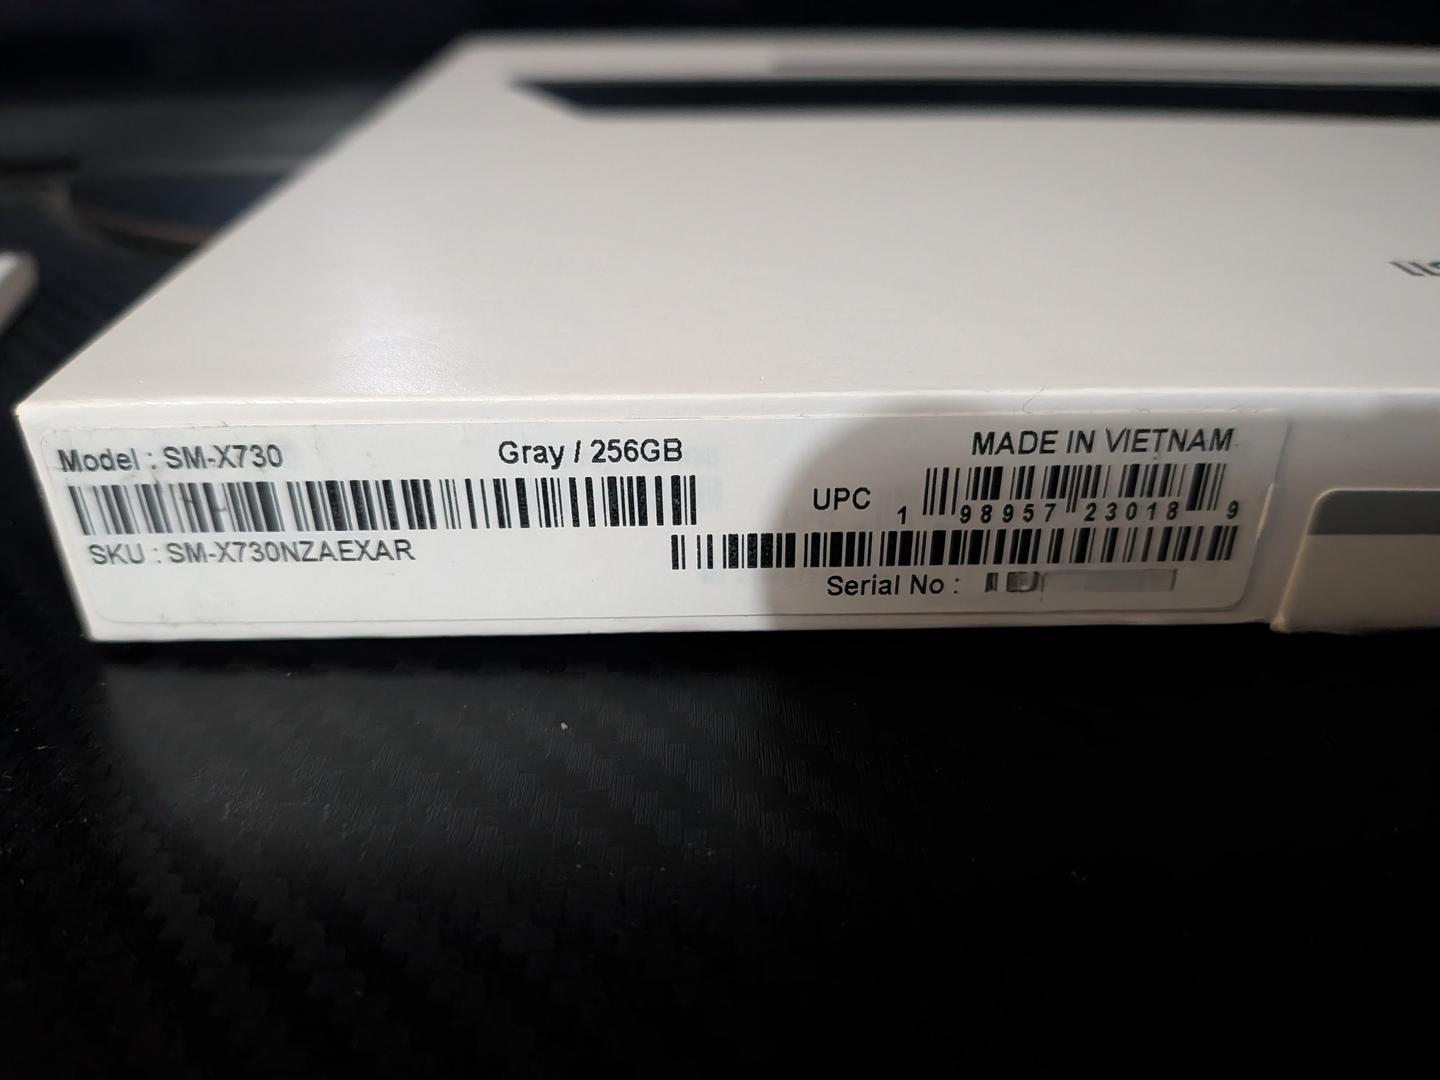 Model : SM-X730
Gray / 256GB
MADE IN VIETNAM
UPC
1 98957 23018 9
SKU : SM-X730NZAEXAR
Serial No :